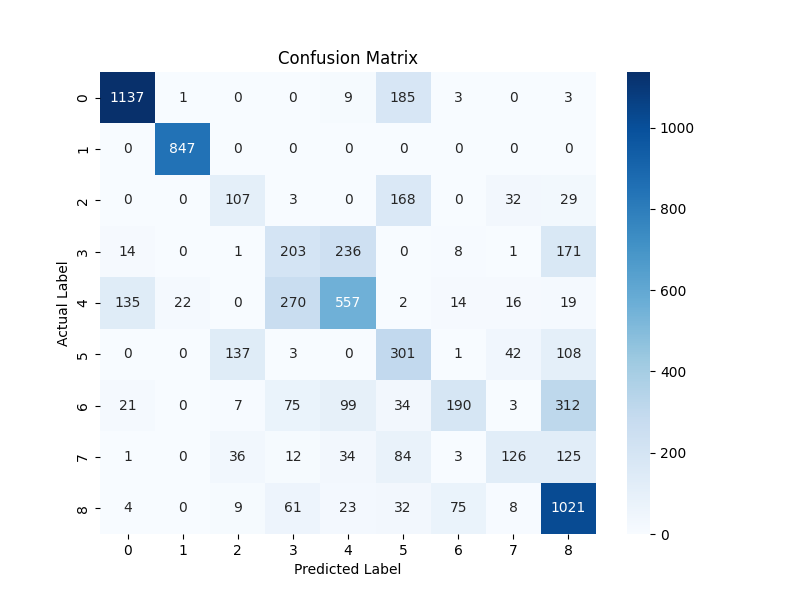 Confusion Matrix
0 1137 1 0 0 9 185 3 0 3
1 0 847 0 0 0 0 0 0 0
2 0 0 107 3 0 168 0 32 29
3 14 0 1 203 236 0 8 1 171
4 135 22 0 270 557 2 14 16 19
5 0 0 137 3 0 301 1 42 108
6 21 0 7 75 99 34 190 3 312
7 1 0 36 12 34 84 3 126 125
8 4 0 9 61 23 32 75 8 1021
0 1 2 3 4 5 6 7 8
Predicted Label
Actual Label
1000
800
600
400
200
0